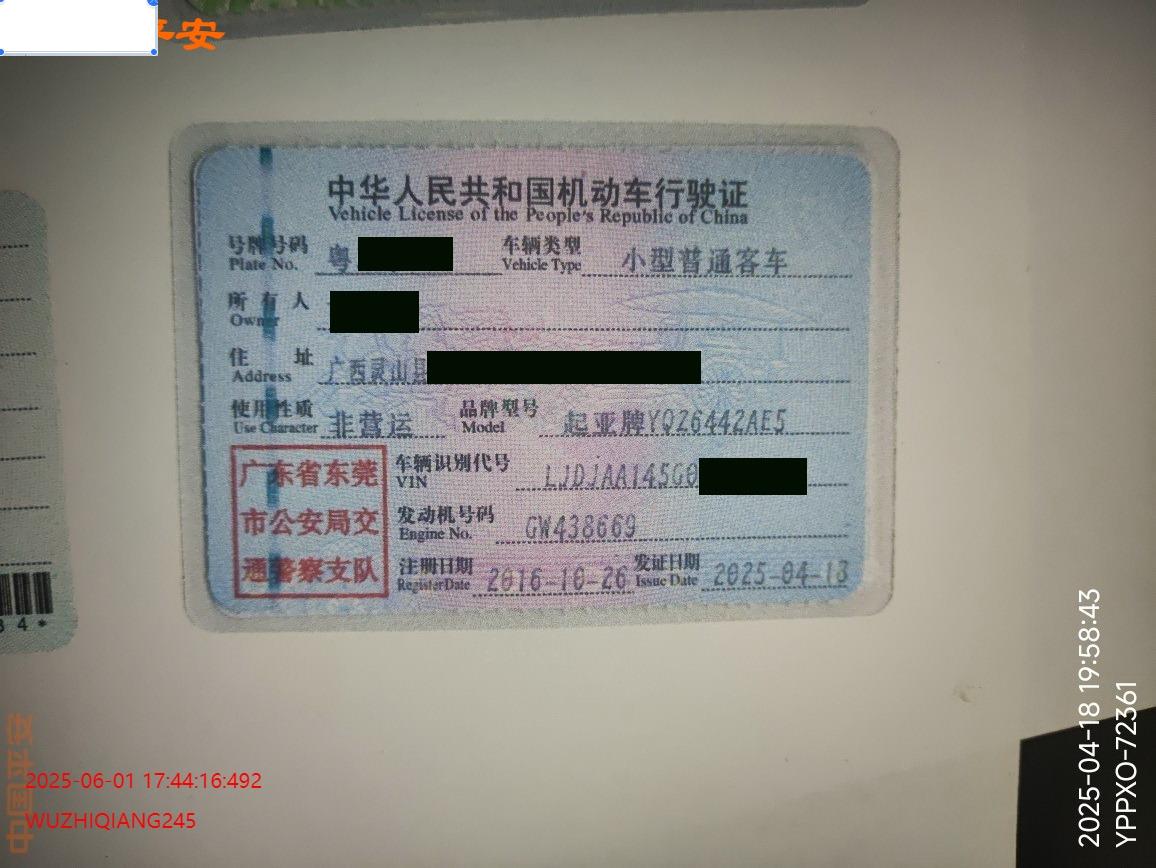 平安
中华人民共和国机动车行驶证
Vehicle License of the People's Republic of China
号牌号码 粤 车辆类型 小型普通客车
Plate No. Vehicle Type
所有人
Owner
住址 广西灵山县
Address
使用性质 非营运 品牌型号 起亚牌YQZ6442AE5
Use Character Model
广东省东莞
市公安局交
通警察支队
车辆识别代号 LJDJAA145G0
VIN
发动机号码 GW438669
Engine No.
注册日期 2016-10-26 发证日期 2025-04-18
Register Date Issue Date
34*
中国平安
2025-06-01 17:44:16:492
WUZHIQIANG245
2025-04-18 19:58:43
YPPXO-72361